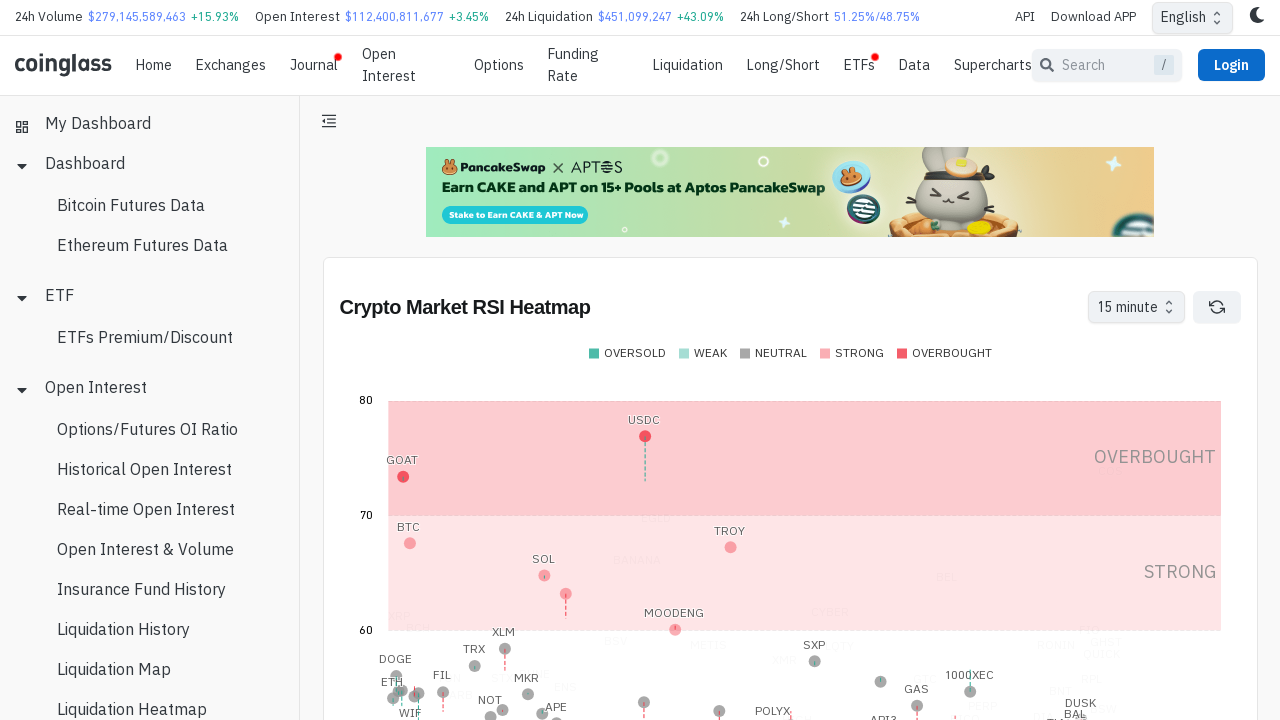 24h Volume $279,145,589,463 +15.93% Open Interest $112,400,811,677 +3.45% 24h Liquidation $451,099,247 +43.09% 24h Long/Short 51.25%/48.75% API Download APP English
coinglass Home Exchanges Journal Open Interest Options Funding Rate Liquidation Long/Short ETFs Data Supercharts Search / Login
My Dashboard
Dashboard
Bitcoin Futures Data
Ethereum Futures Data
ETF
ETFs Premium/Discount
Open Interest
Options/Futures OI Ratio
Historical Open Interest
Real-time Open Interest
Open Interest & Volume
Insurance Fund History
Liquidation History
Liquidation Map
Liquidation Heatmap
PancakeSwap × APTOS
Earn CAKE and APT on 15+ Pools at Aptos PancakeSwap
Stake to Earn CAKE & APT Now
Crypto Market RSI Heatmap
15 minute
OVERSOLD WEAK NEUTRAL STRONG OVERBOUGHT
80
USDC
GOAT
OVERBOUGHT
70
BTC
TROY
SOL
STRONG
MOODENG
60
XLM
TRX
SXP
DOGE
ETH
FIL
MKR
1000XEC
GAS
NOT
APE
WIF
POLYX
API3
DUSK
BAL